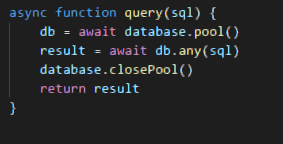 async function query(sql) {
    db = await database.pool()
    result = await db.any(sql)
    database.closePool()
    return result
}